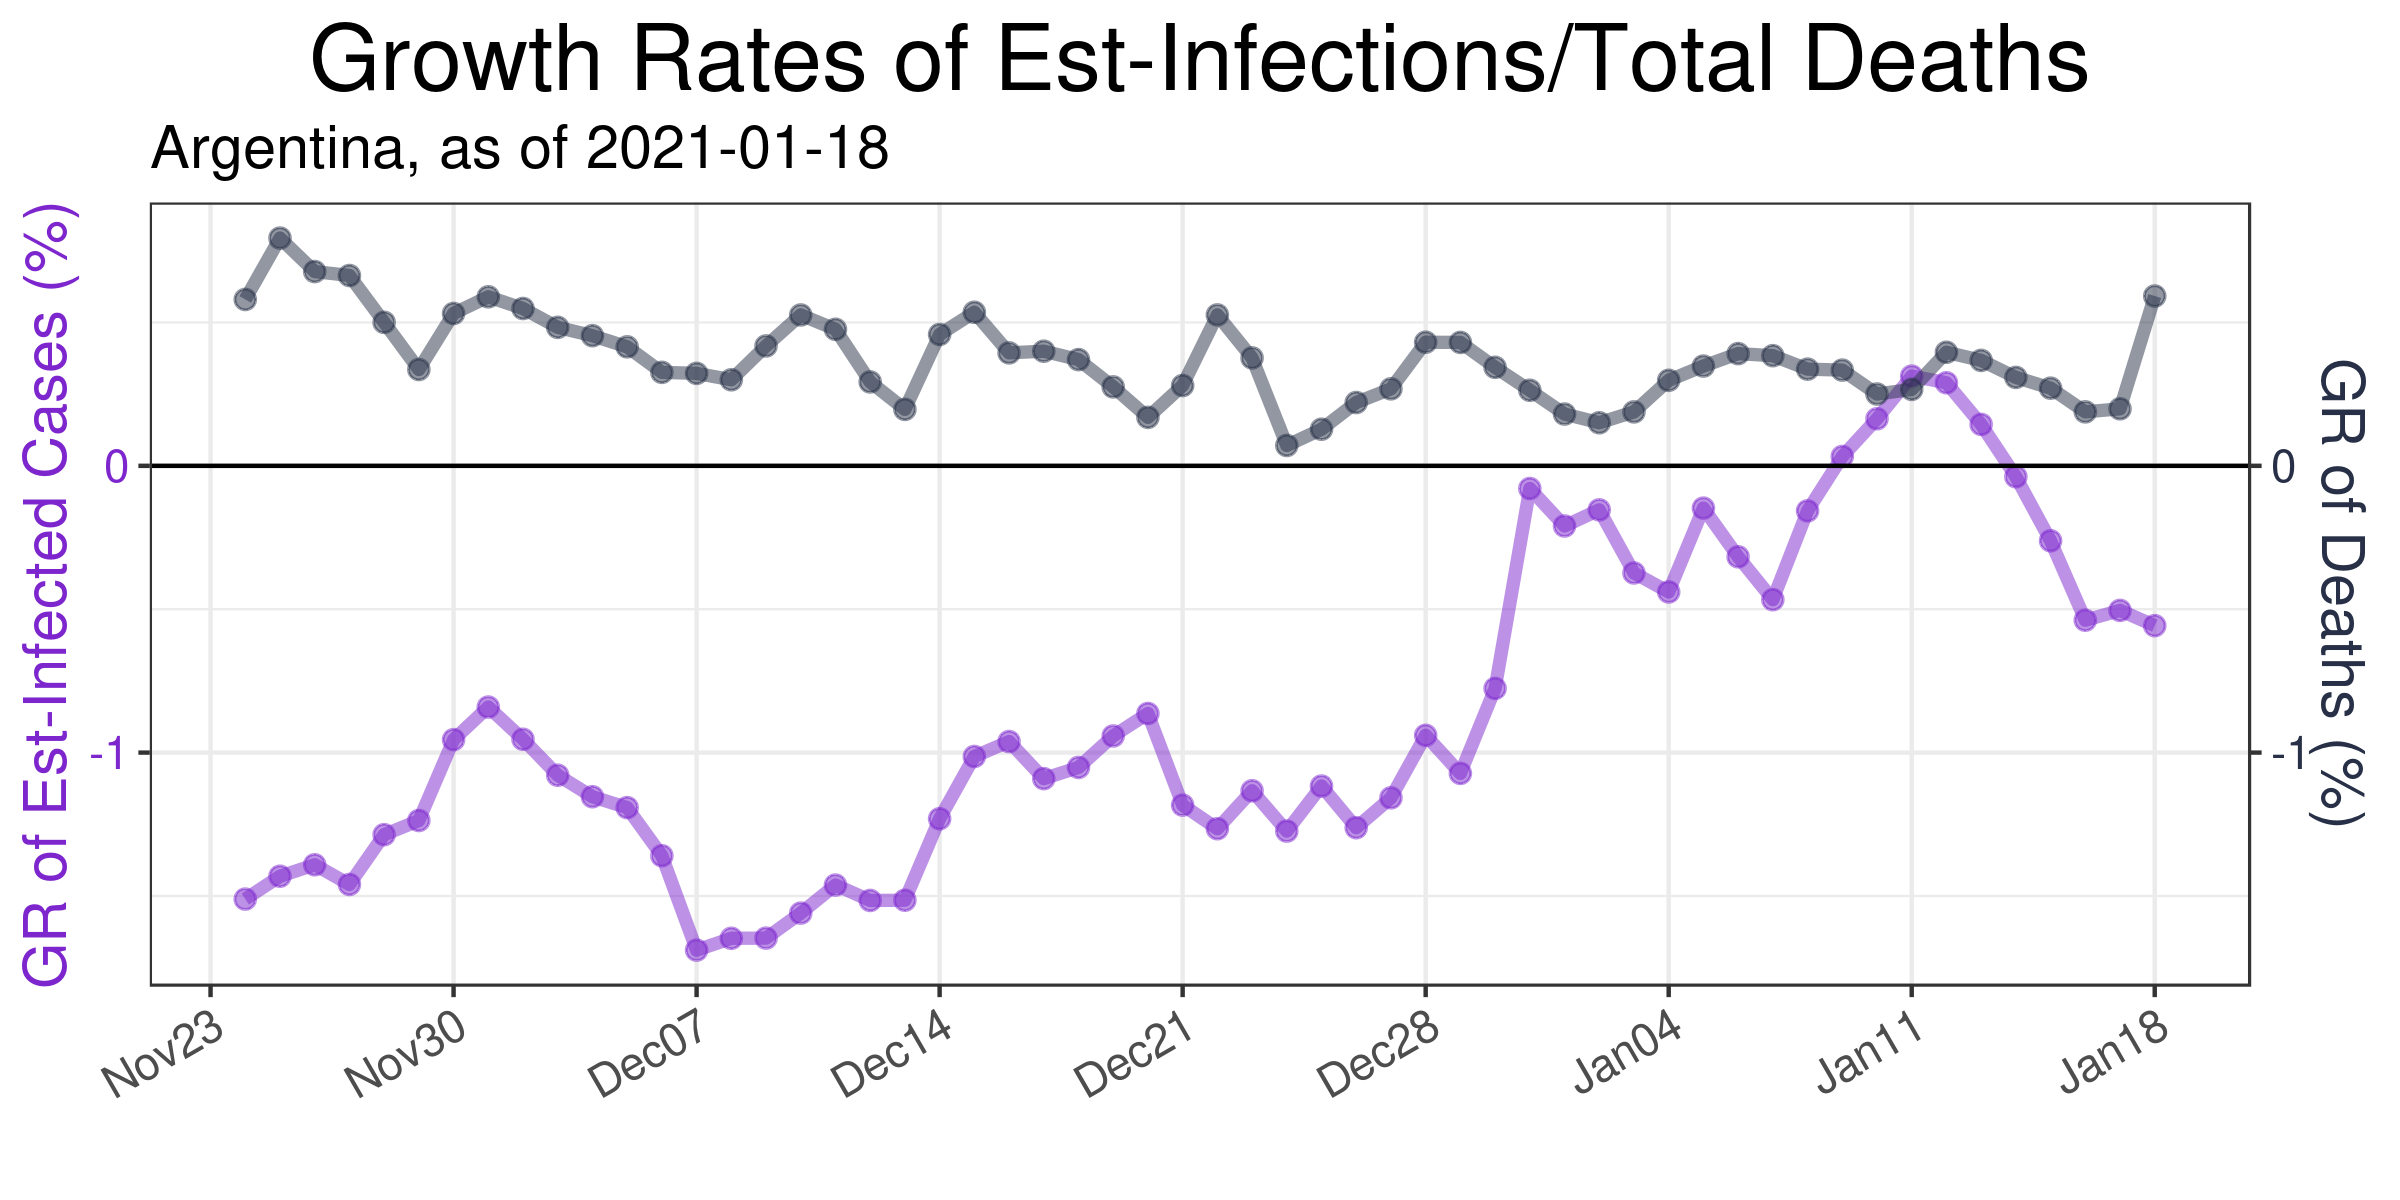 Growth Rates of Est-Infections/Total Deaths
Argentina, as of 2021-01-18
GR of Est-Infected Cases (%)
0
-1
0
-1
GR of Deaths (%)
Nov23
Nov30
Dec07
Dec14
Dec21
Dec28
Jan04
Jan11
Jan18